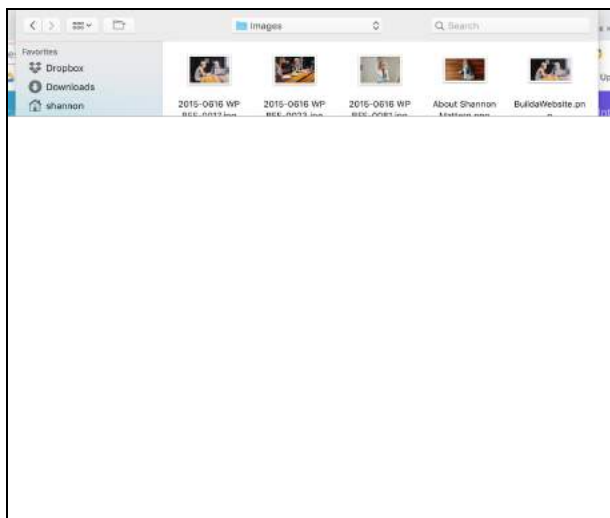 Images
Search
Favorites
Dropbox
Downloads
shannon
2015-0616 WP 2015-0616 WP 2015-0616 WP About Shannon BuildaWebsite.pn
Up